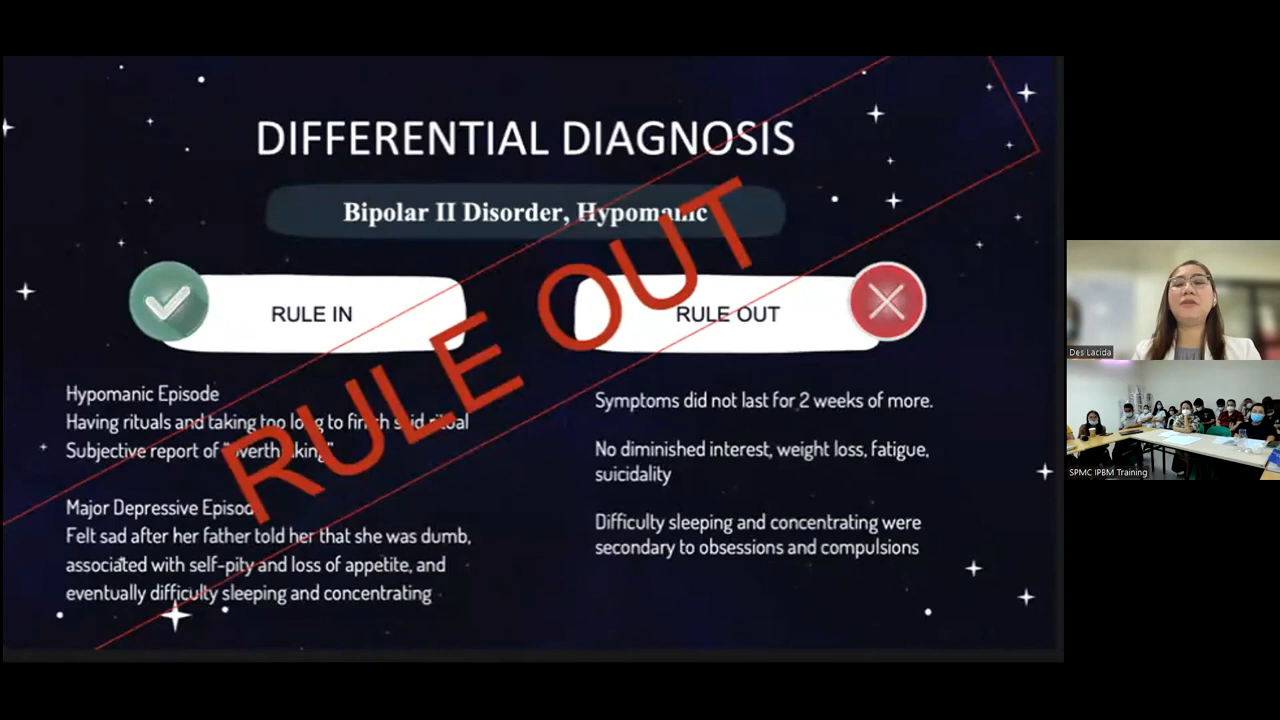 DIFFERENTIAL DIAGNOSIS
Bipolar II Disorder, Hypomanic
RULE IN
RULE OUT
RULE OUT
Hypomanic Episode
Having rituals and taking too long to finish said ritual
Subjective report of "overthinking"
Major Depressive Episode
Felt sad after her father told her that she was dumb,
associated with self-pity and loss of appetite, and
eventually difficulty sleeping and concentrating
Symptoms did not last for 2 weeks of more.
No diminished interest, weight loss, fatigue,
suicidality
Difficulty sleeping and concentrating were
secondary to obsessions and compulsions
Des Lacida
SPMC IPBM Training